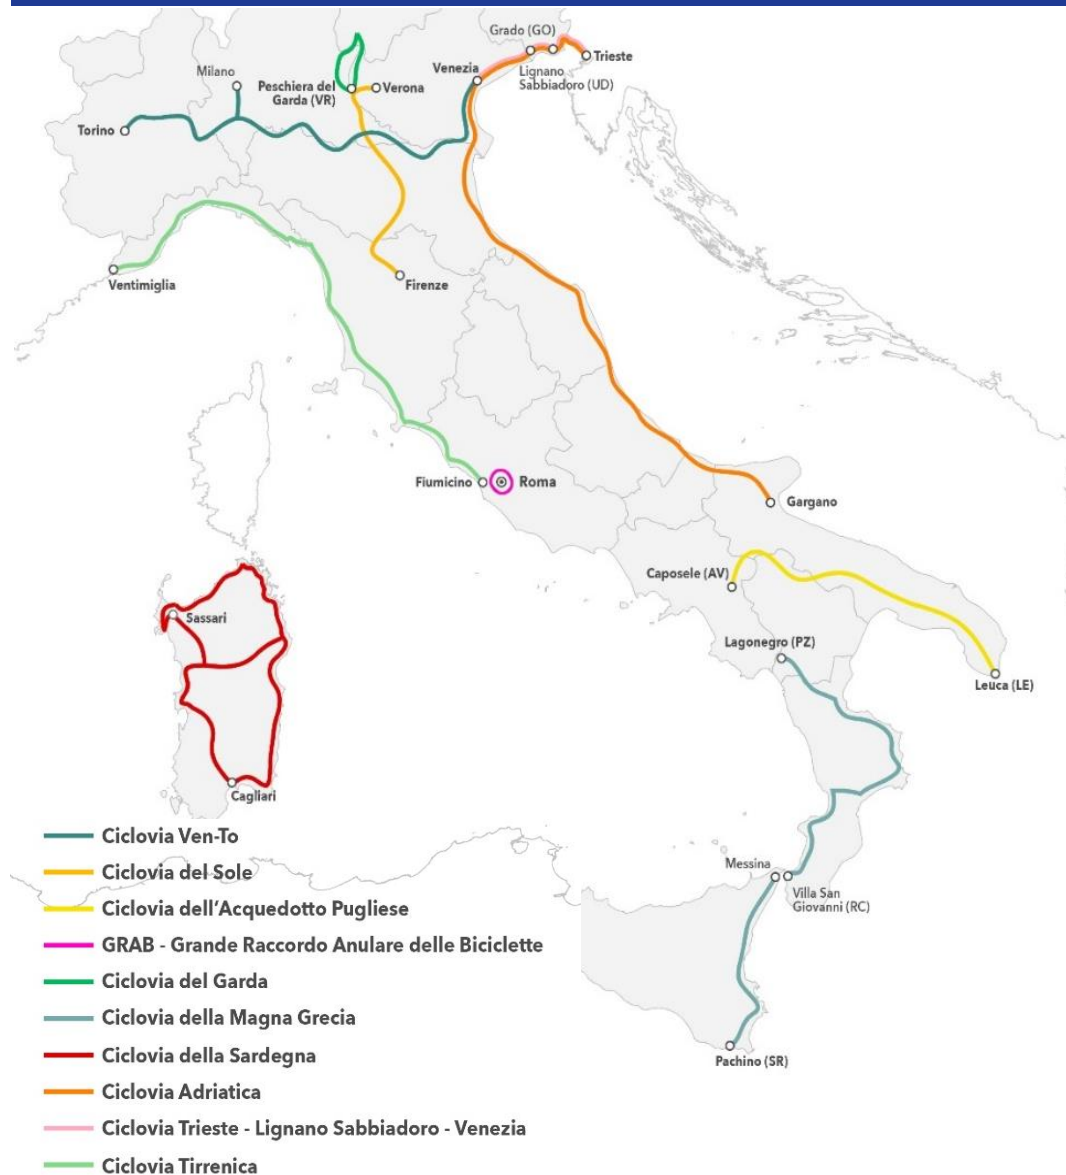 Grado (GO)
Trieste
Milano
Venezia
Lignano
Sabbiadoro (UD)
Peschiera del
Garda (VR)
Verona
Torino
Ventimiglia
Firenze
Fiumicino
Roma
Gargano
Caposele (AV)
Sassari
Lagonegro (PZ)
Leuca (LE)
Cagliari
Ciclovia Ven-To
Ciclovia del Sole
Messina
Villa San
Giovanni (RC)
Ciclovia dell'Acquedotto Pugliese
GRAB - Grande Raccordo Anulare delle Biciclette
Ciclovia del Garda
Ciclovia della Magna Grecia
Ciclovia della Sardegna
Pachino (SR)
Ciclovia Adriatica
Ciclovia Trieste - Lignano Sabbiadoro - Venezia
Ciclovia Tirrenica